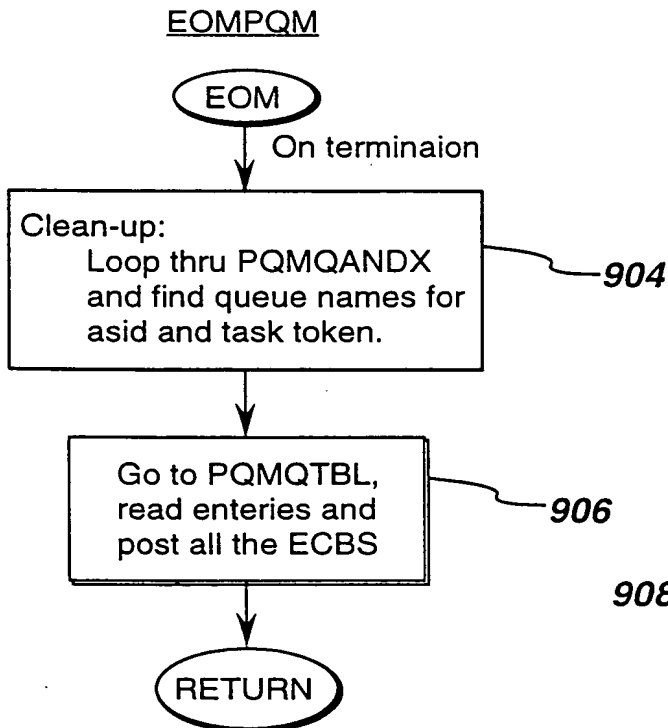 EOMPQM
EOM
On terminaion
Clean-up:
Loop thru PQMQANDX
and find queue names for
asid and task token.
904
Go to PQMQTBL,
read enteries and
post all the ECBS
906
908
RETURN